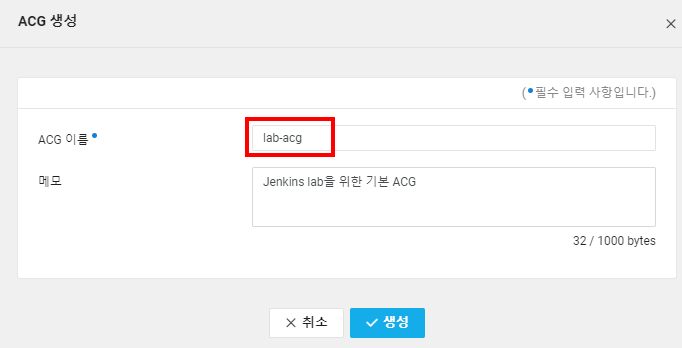 ACG 생성
(•필수 입력 사항입니다.)
ACG 이름 •
lab-acg
메모
Jenkins lab을 위한 기본 ACG
32 / 1000 bytes
취소
생성